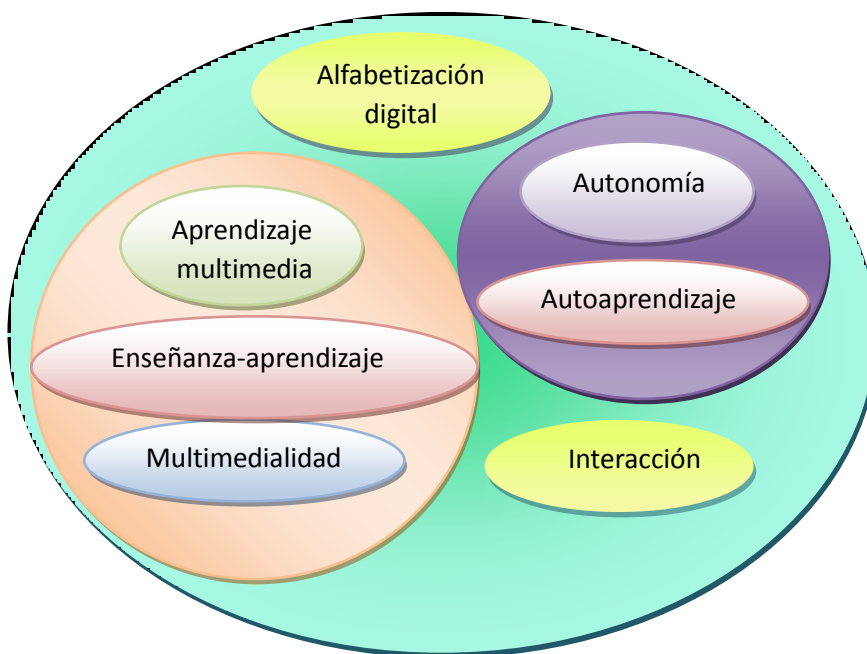 Alfabetización
digital
Autonomía
Aprendizaje
multimedia
Autoaprendizaje
Enseñanza-aprendizaje
Multimedialidad
Interacción